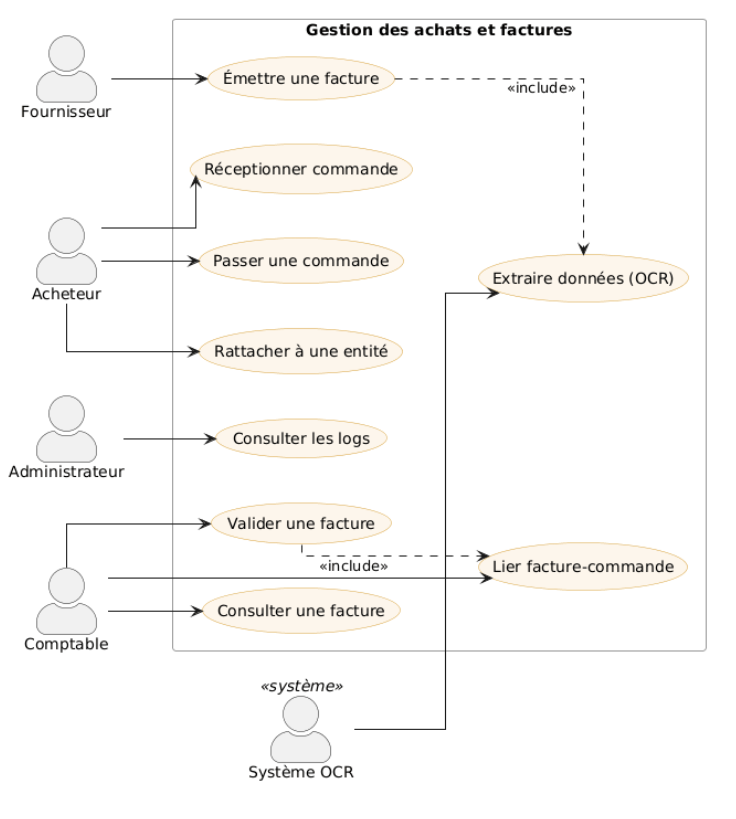 Gestion des achats et factures
Émettre une facture
«include»
Fournisseur
Réceptionner commande
Passer une commande
Extraire données (OCR)
Acheteur
Rattacher à une entité
Consulter les logs
Administrateur
Valider une facture
«include»
Lier facture-commande
Consulter une facture
Comptable
«système»
Système OCR